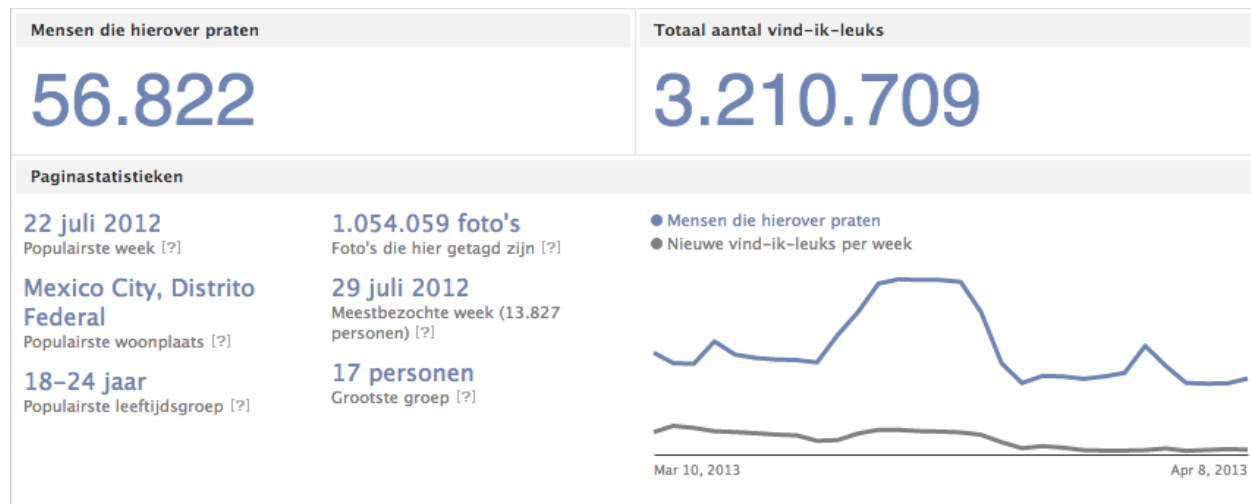 Mensen die hierover praten
56.822
Totaal aantal vind-ik-leuks
3.210.709
Paginastatistieken
22 juli 2012
Populairste week [?]
Mexico City, Distrito
Federal
Populairste woonplaats [?]
18-24 jaar
Populairste leeftijdsgroep [?]
1.054.059 foto's
Foto's die hier getagd zijn [?]
29 juli 2012
Meestbezochte week (13.827
personen) [?]
17 personen
Grootste groep [?]
Mensen die hierover praten
Nieuwe vind-ik-leuks per week
Mar 10, 2013
Apr 8, 2013